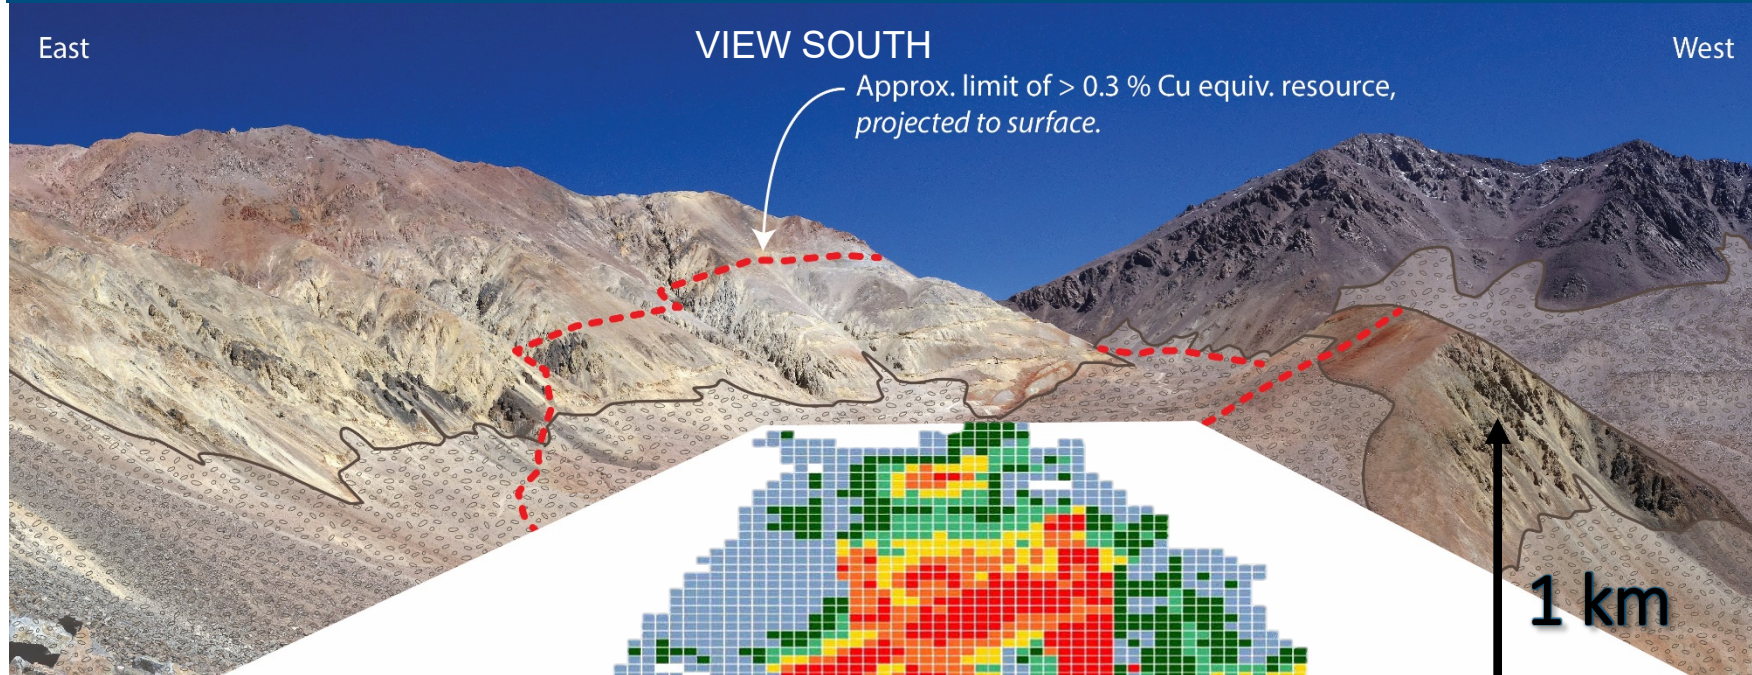 East
VIEW SOUTH
West
Approx. limit of > 0.3 % Cu equiv. resource,
projected to surface.
1 km